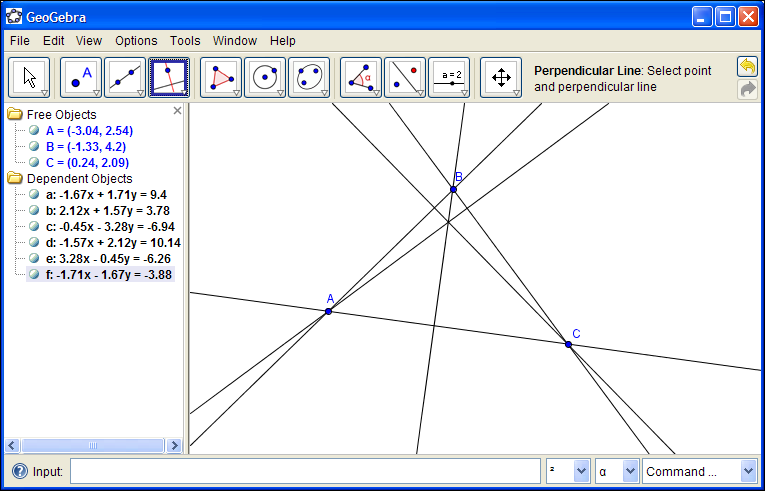 GeoGebra
File Edit View Options Tools Window Help
A
α
a = 2
Perpendicular Line: Select point
and perpendicular line
Free Objects
A = (-3.04, 2.54)
B = (-1.33, 4.2)
C = (0.24, 2.09)
Dependent Objects
a: -1.67x + 1.71y = 9.4
b: 2.12x + 1.57y = 3.78
c: -0.45x - 3.28y = -6.94
d: -1.57x + 2.12y = 10.14
e: 3.28x - 0.45y = -6.26
f: -1.71x - 1.67y = -3.88
B
A
C
Input:
²
α
Command ...